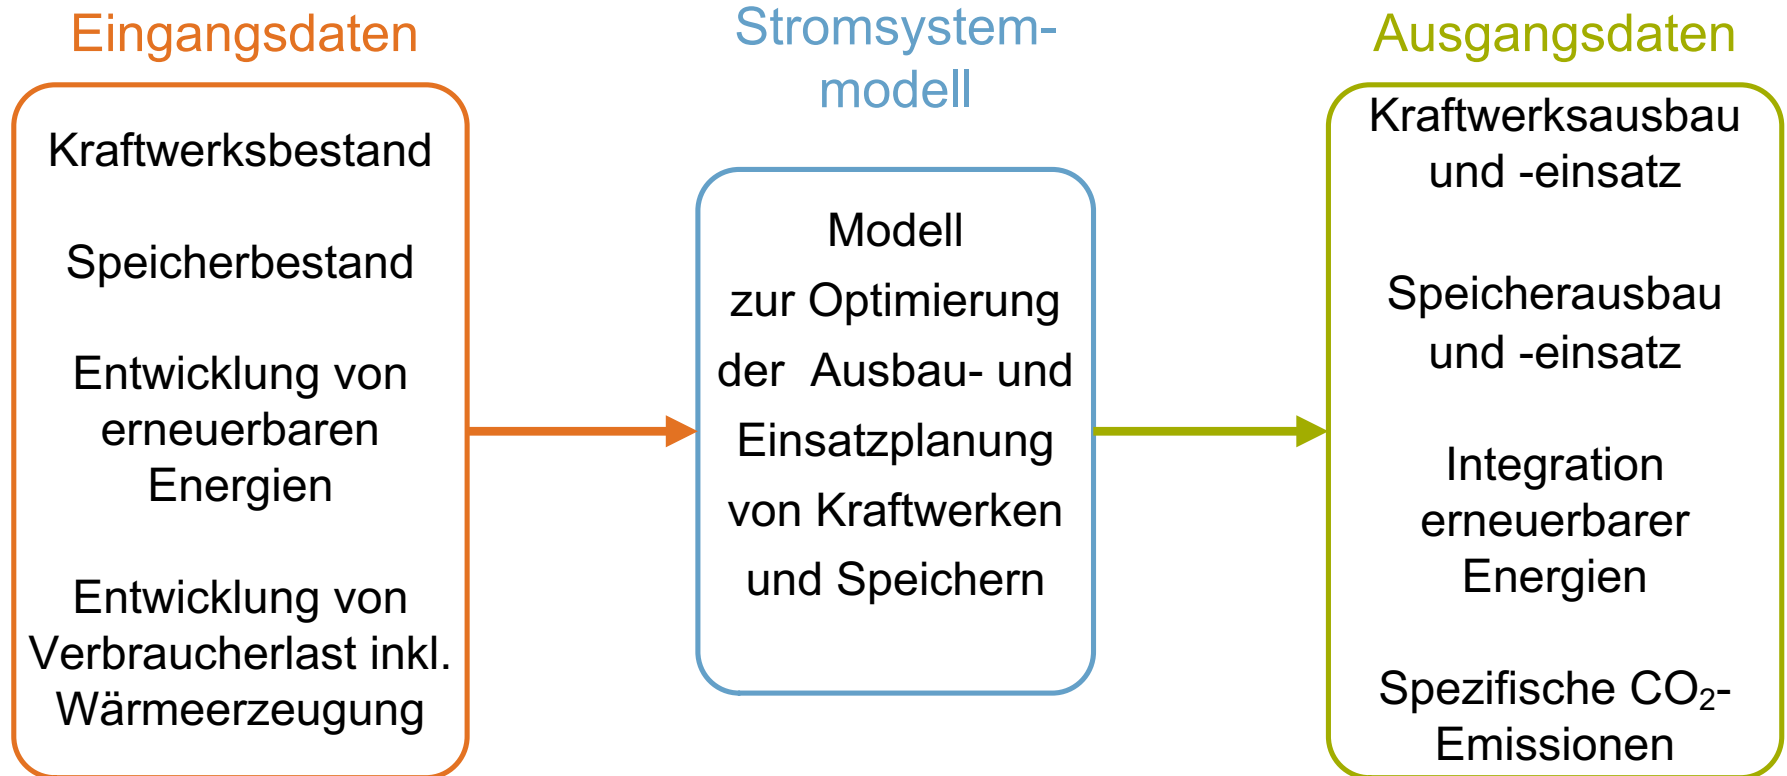 Eingangsdaten
Kraftwerksbestand
Speicherbestand
Entwicklung von
erneuerbaren
Energien
Entwicklung von
Verbraucherlast inkl.
Wärmeerzeugung
Stromsystem-
modell
Modell
zur Optimierung
der Ausbau- und
Einsatzplanung
von Kraftwerken
und Speichern
Ausgangsdaten
Kraftwerksausbau
und -einsatz
Speicherausbau
und -einsatz
Integration
erneuerbarer
Energien
Spezifische CO₂-
Emissionen